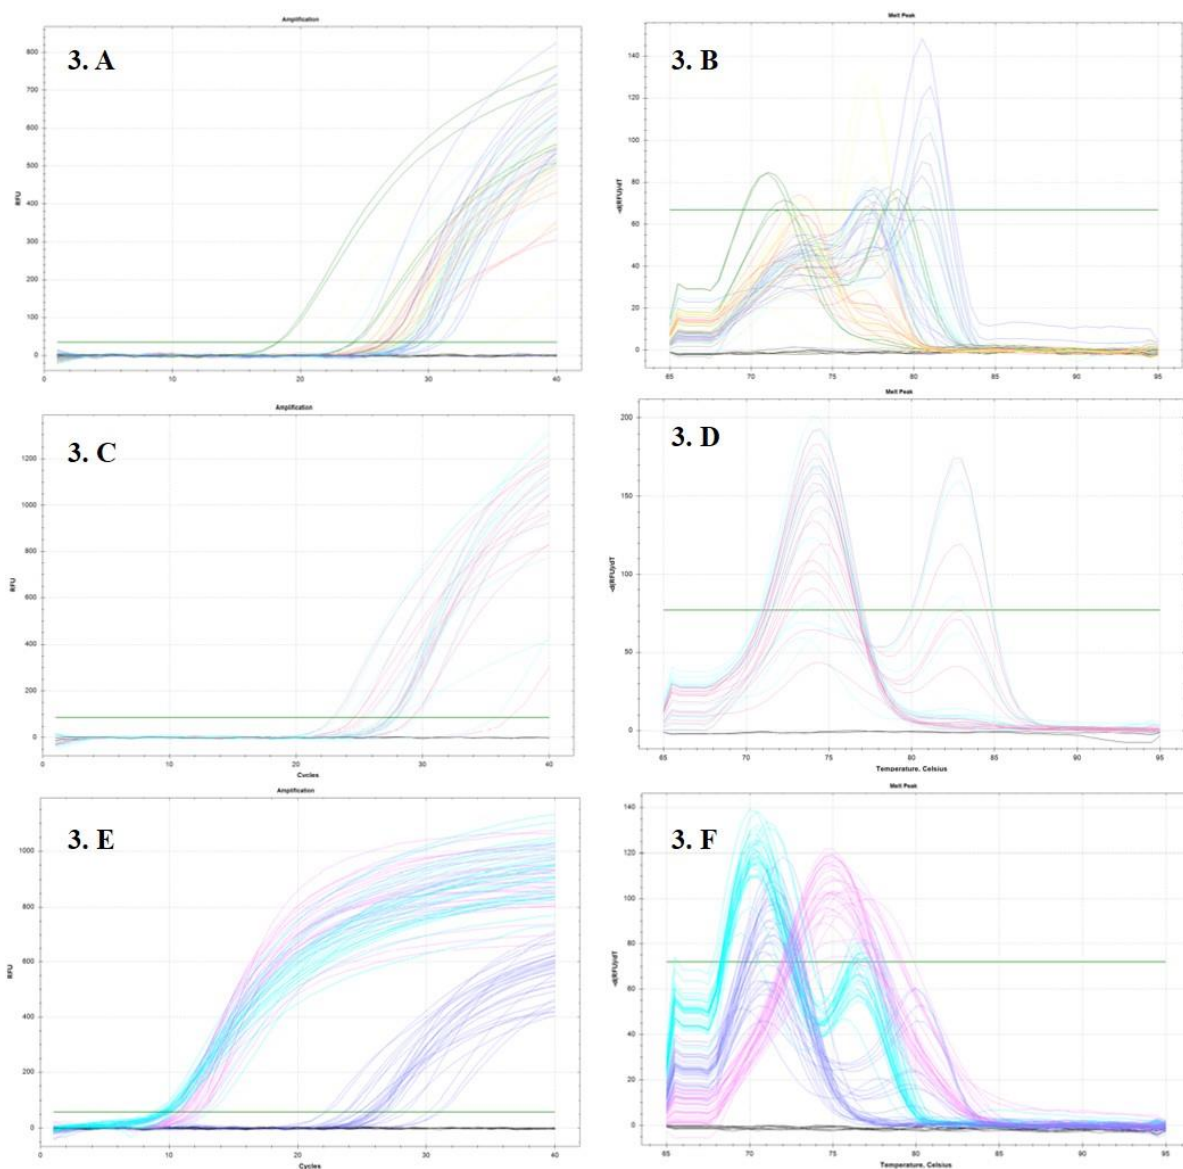 Amplification
3. A
RFU
800
700
600
500
400
300
200
100
0
0 10 20 30 40
Melt Peak
3. B
-d(RFU)/dT
140
120
100
80
60
40
20
0
65 70 75 80 85 90 95
Amplification
3. C
RFU
1200
1000
800
600
400
200
0
0 10 20 30 40
Cycles
Melt Peak
3. D
-d(RFU)/dT
200
150
100
50
0
65 70 75 80 85 90 95
Temperature, Celsius
Amplification
3. E
RFU
1000
800
600
400
200
0
0 10 20 30 40
Cycles
Melt Peak
3. F
-d(RFU)/dT
140
120
100
80
60
40
20
0
65 70 75 80 85 90 95
Temperature, Celsius